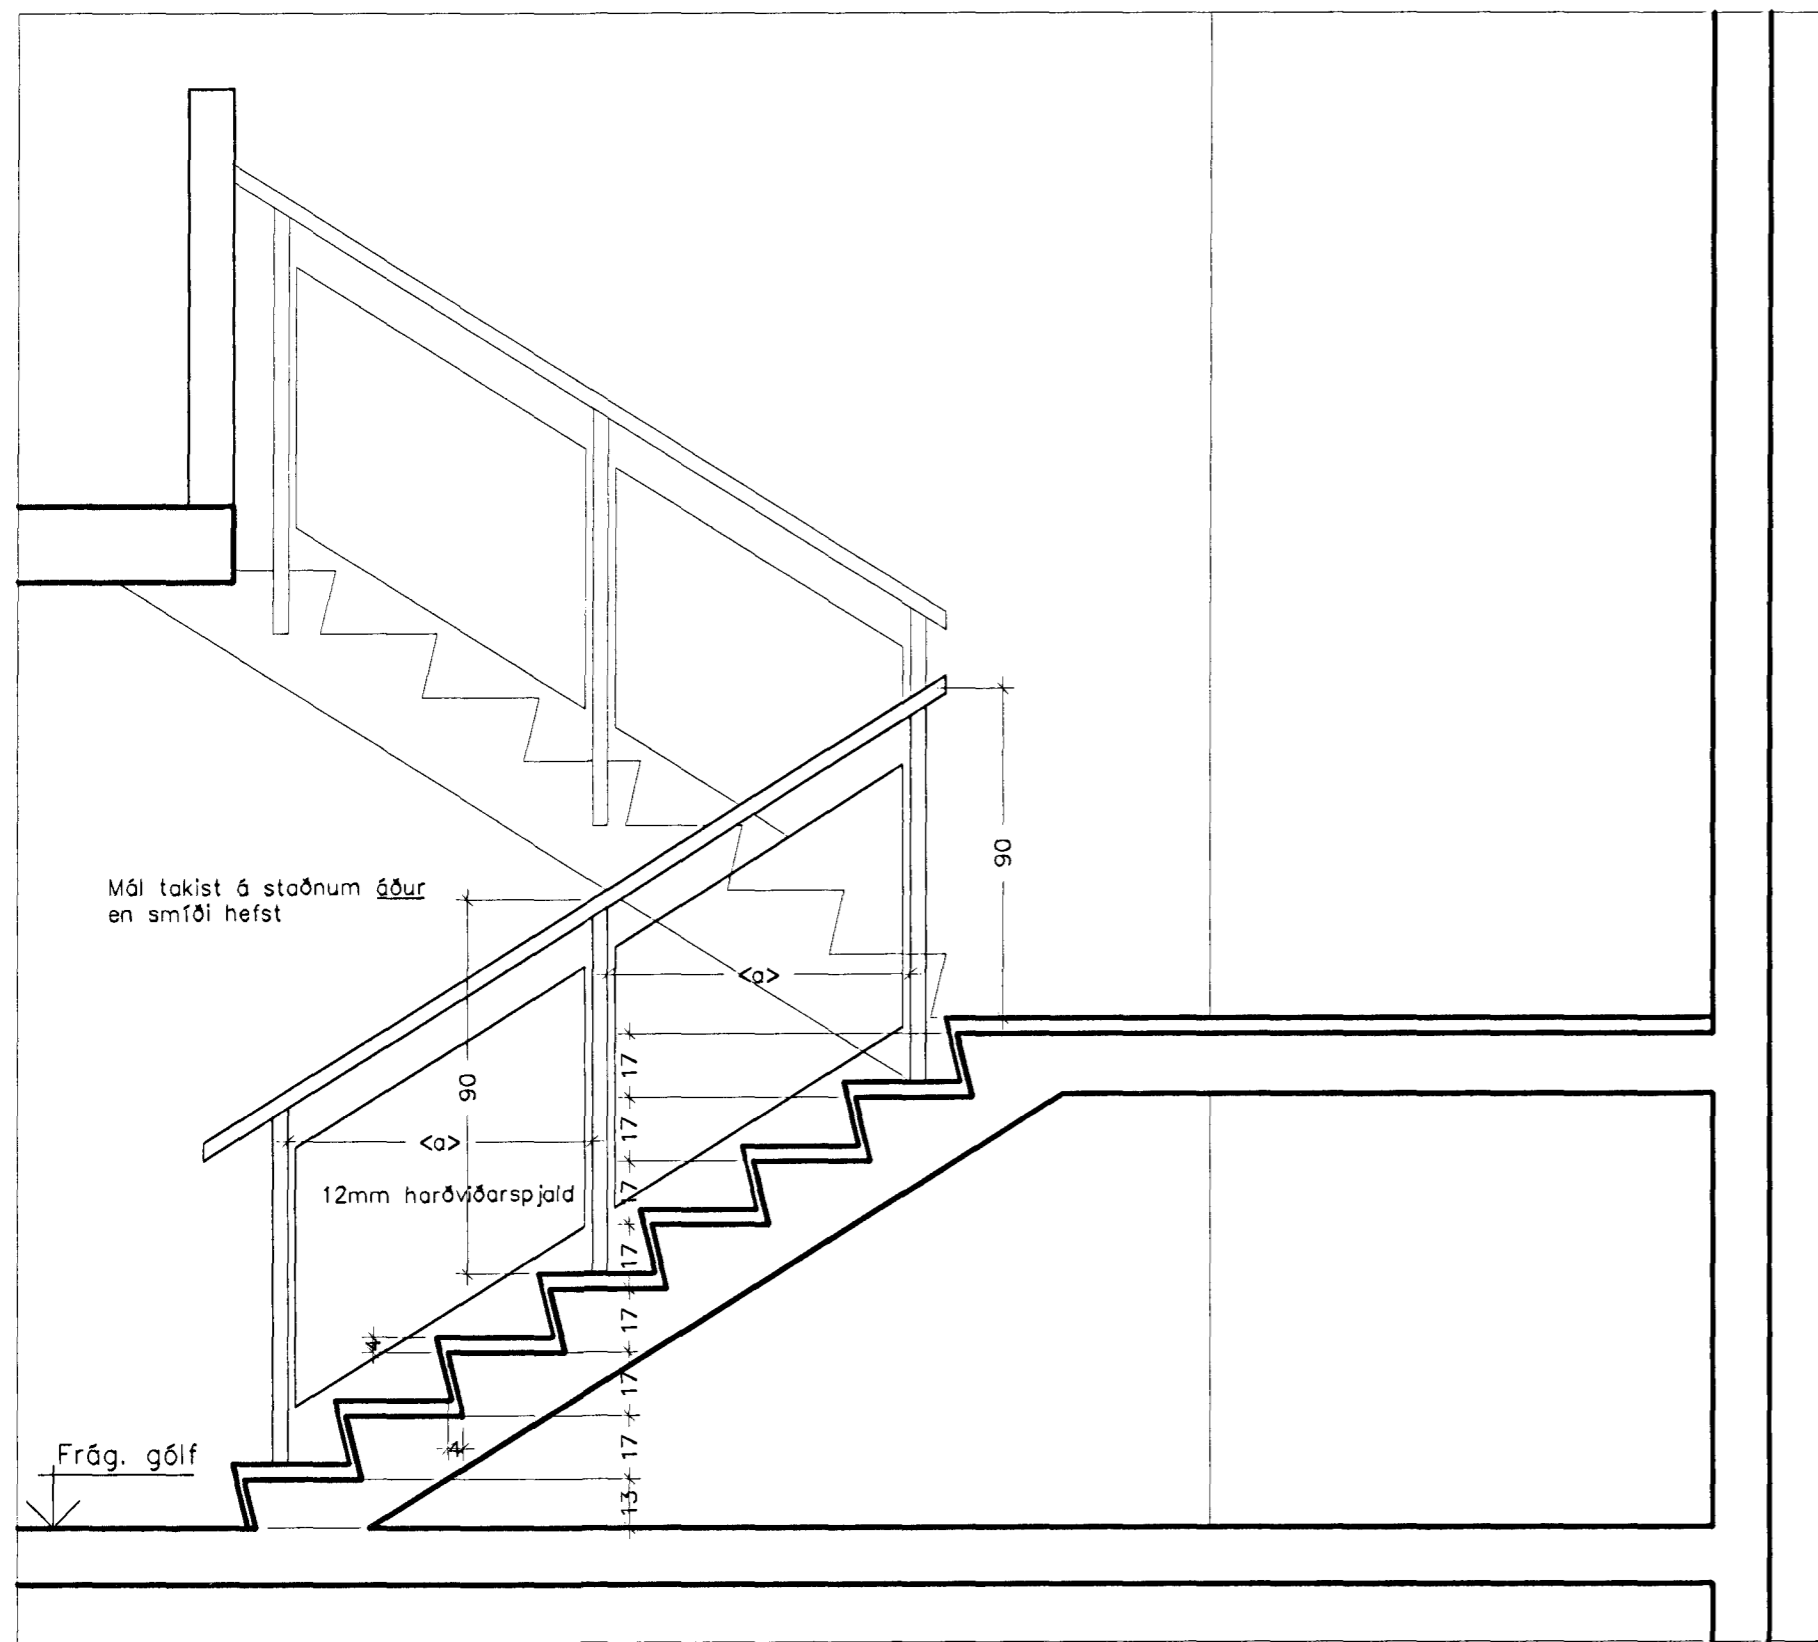 90
Mál takist á staðnum áður
en smíði hefst
<a>
17
90
<a>
17
12mm harðviðarspjald
17
17
4
17
17
4
17
Frág. gólf
13